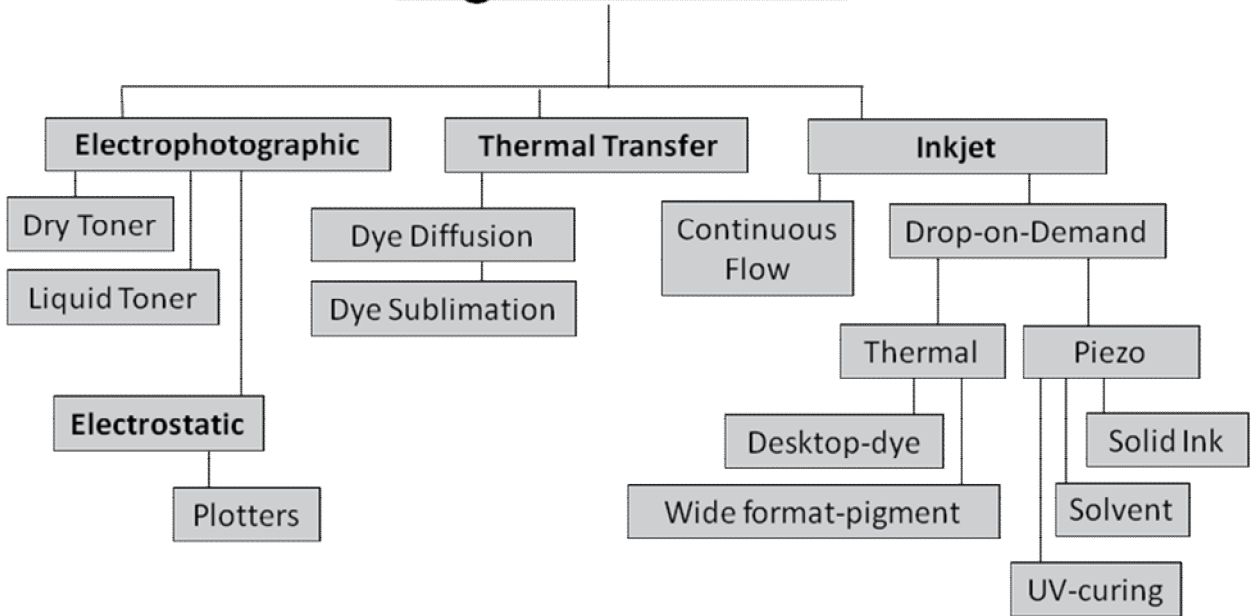 Electrophotographic
Thermal Transfer
Inkjet
Dry Toner
Liquid Toner
Electrostatic
Plotters
Dye Diffusion
Dye Sublimation
Continuous
Flow
Drop-on-Demand
Thermal
Piezo
Desktop-dye
Wide format-pigment
Solid Ink
Solvent
UV-curing